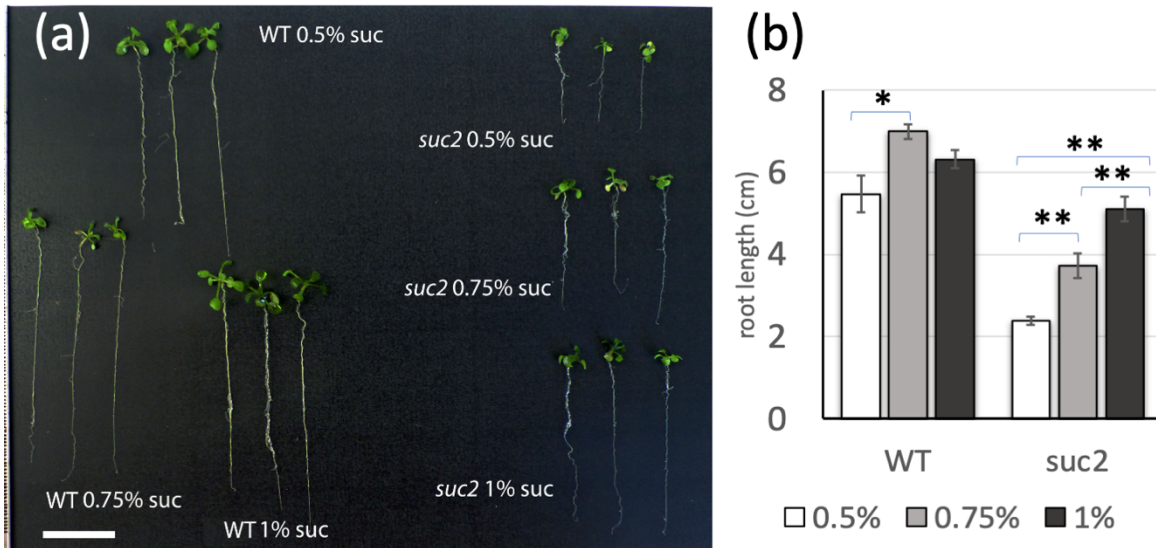 (a)
WT 0.5% suc
suc2 0.5% suc
suc2 0.75% suc
WT 0.75% suc
WT 1% suc
suc2 1% suc
(b)
root length (cm)
8
6
4
2
0
*
**
**
**
WT
suc2
0.5%
0.75%
1%